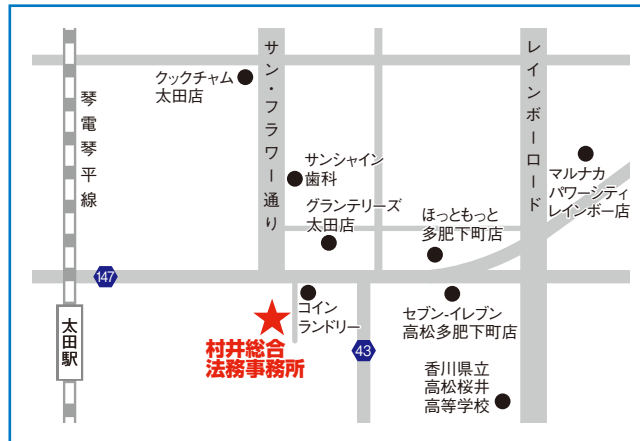 サン・フラワー通り
レインボーロード
クックチャム
太田店
琴電琴平線
サンシャイン
歯科
マルナカ
パワーシティ
レインボー店
グランテリーズ
太田店
ほっともっと
多肥下町店
147
コイン
ランドリー
セブン-イレブン
高松多肥下町店
太田駅
村井総合
法務事務所
43
香川県立
高松桜井
高等学校